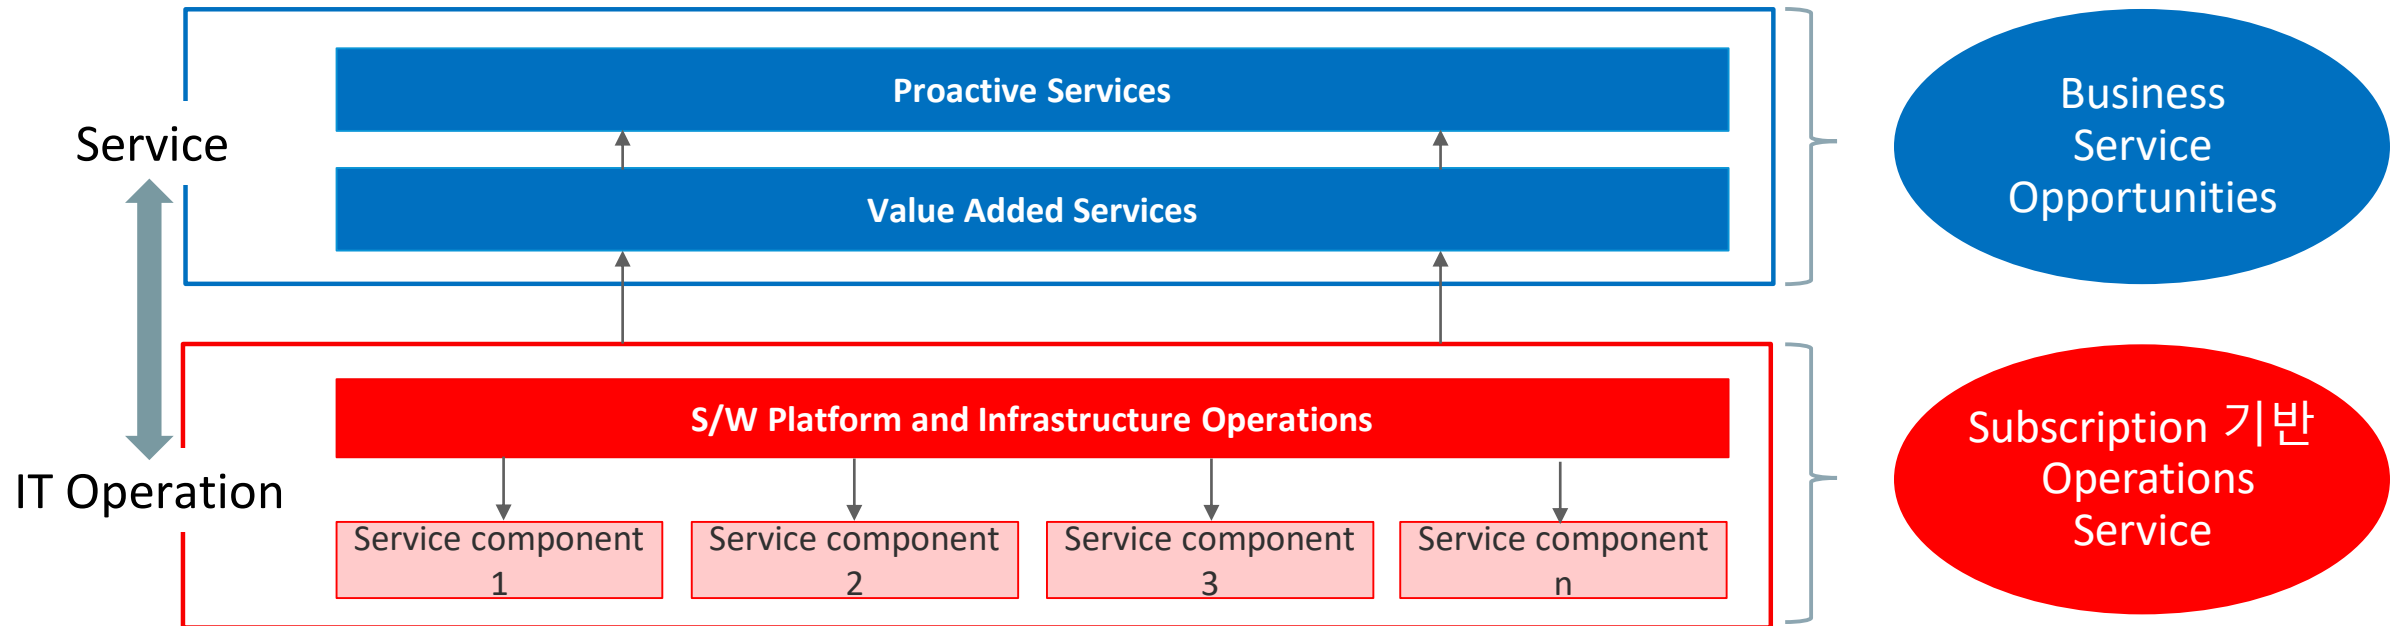 Proactive Services
Service
Value Added Services
Business
Service
Opportunities
S/W Platform and Infrastructure Operations
IT Operation
Service component
1
Service component
2
Service component
3
Service component
n
Subscription 기반
Operations
Service